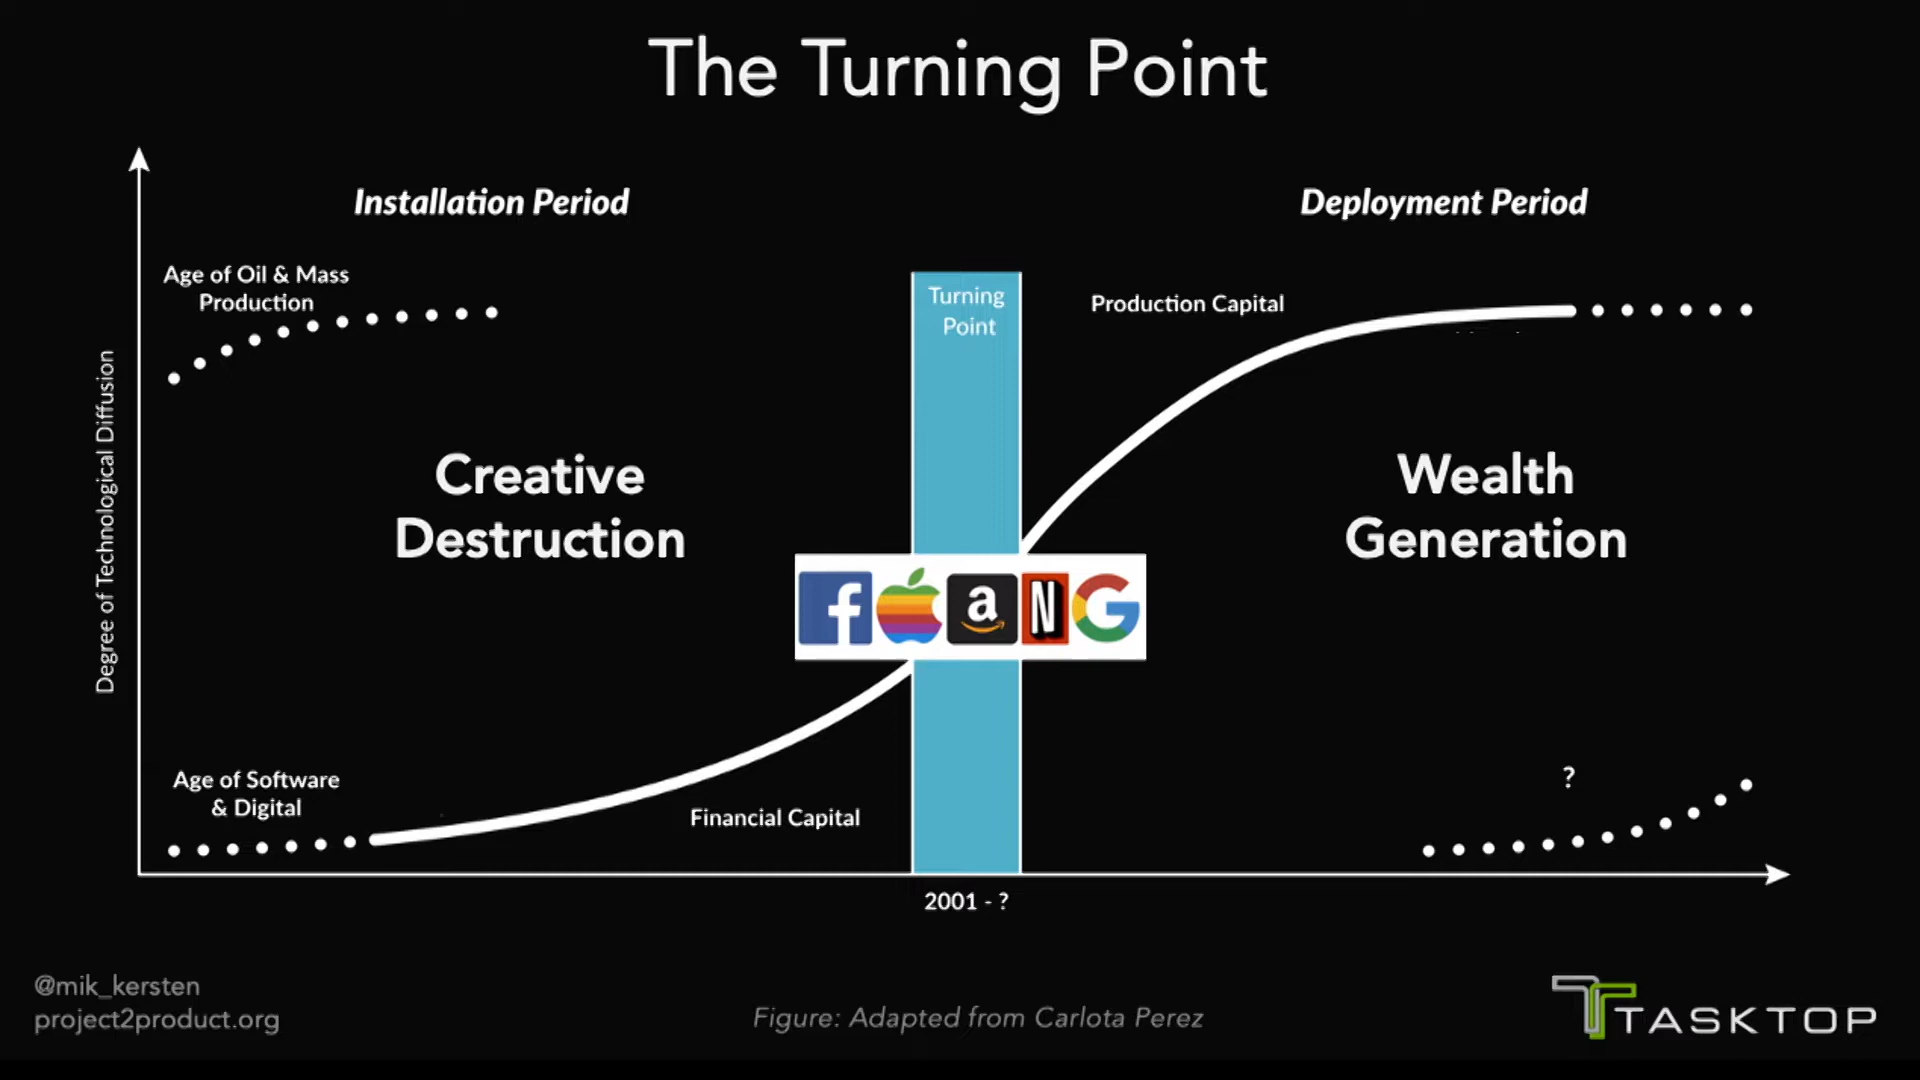 The Turning Point
Installation Period
Deployment Period
Age of Oil & Mass
Production
Turning
Point
Production Capital
Degree of Technological Diffusion
Creative
Destruction
Wealth
Generation
f
a
N
G
Age of Software
& Digital
Financial Capital
?
2001 - ?
@mik_kersten
project2product.org
Figure: Adapted from Carlota Perez
TASKTOP